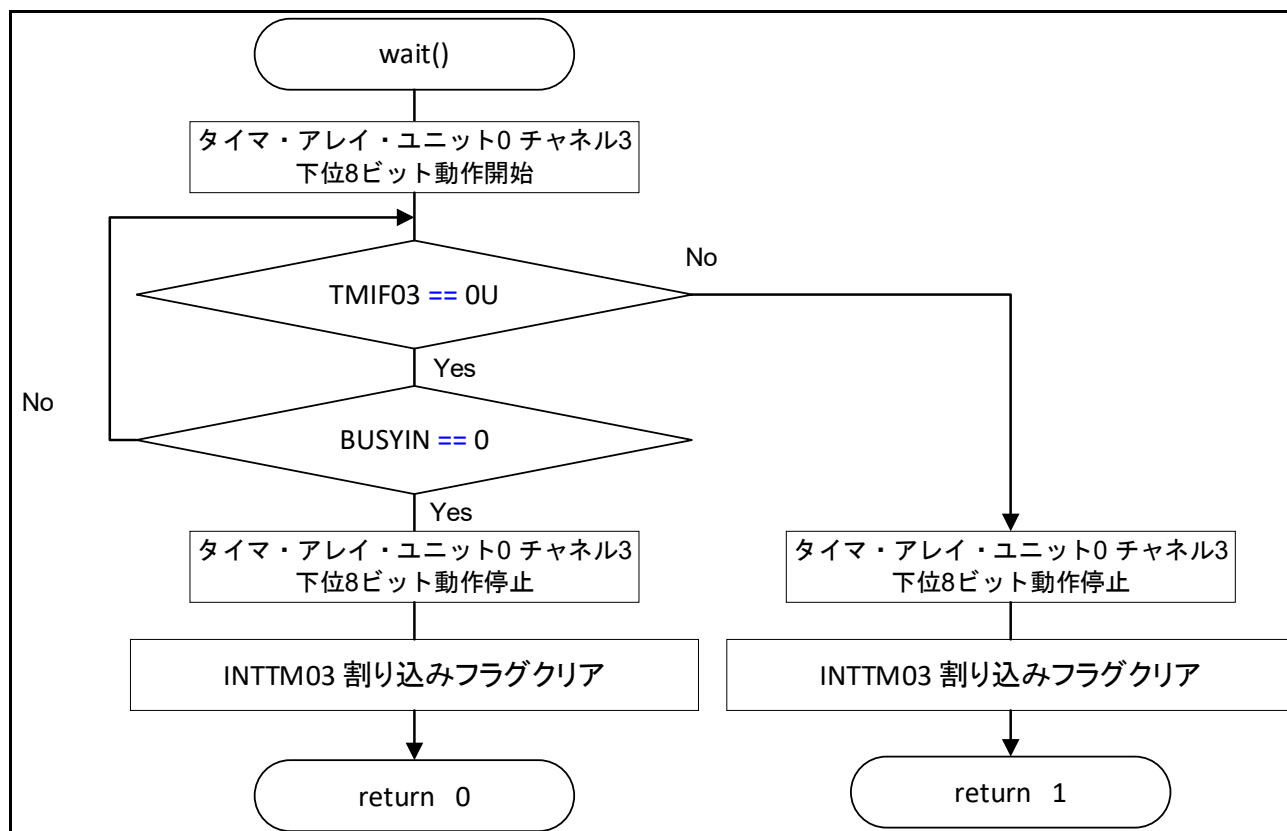 wait()
タイマ・アレイ・ユニット0 チャネル3
下位8ビット動作開始
TMIF03 == 0U
No
Yes
No
BUSYIN == 0
Yes
タイマ・アレイ・ユニット0 チャネル3
下位8ビット動作停止
INTTM03 割り込みフラグクリア
return 0
タイマ・アレイ・ユニット0 チャネル3
下位8ビット動作停止
INTTM03 割り込みフラグクリア
return 1